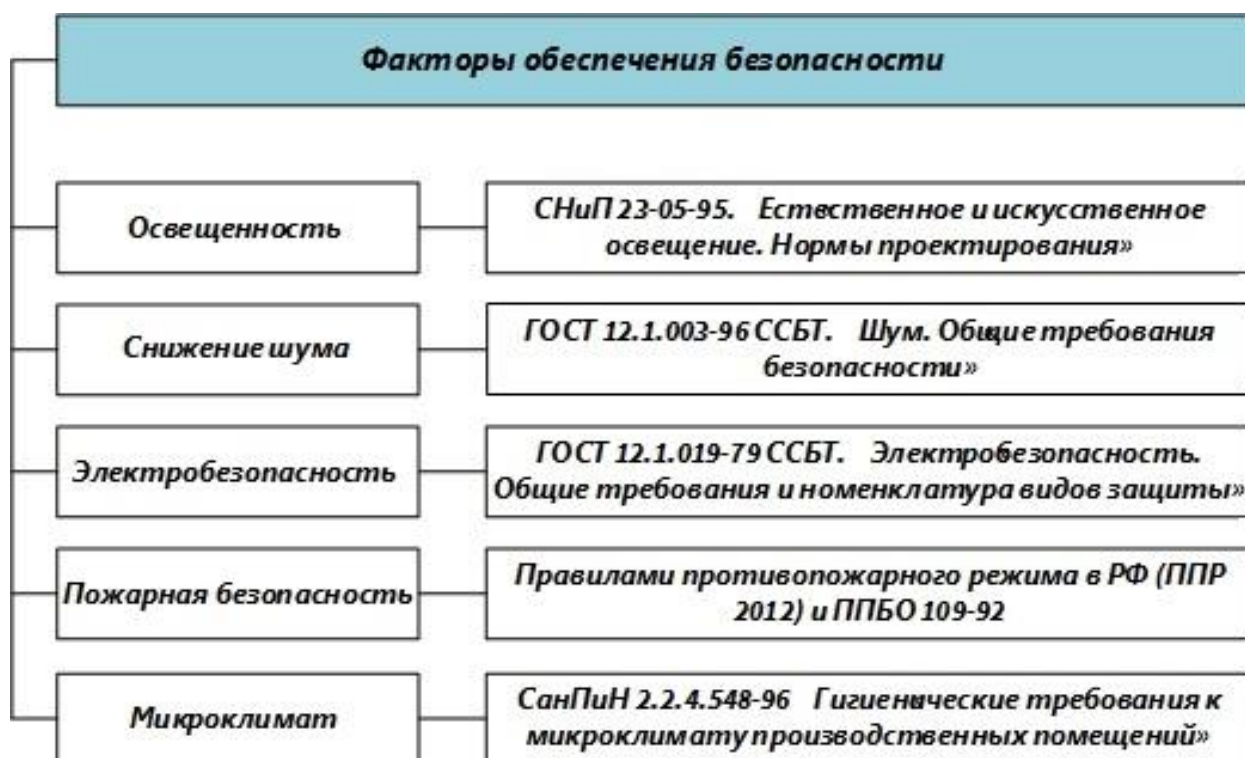 Факторы обеспечения безопасности
Освещенность
СНиП 23-05-95. Естественное и искусственное
освещение. Нормы проектирования»
Снижение шума
ГОСТ 12.1.003-96 ССБТ. Шум. Общие требования
безопасности»
Электробезопасность
ГОСТ 12.1.019-79 ССБТ. Электробезопасность.
Общие требования и номенклатура видов защиты»
Пожарная безопасность
Правилами противопожарного режима в РФ (ППР
2012) и ППБО 109-92
Микроклимат
СанПиН 2.2.4.548-96 Гигиенические требования к
микроклимату производственных помещений»